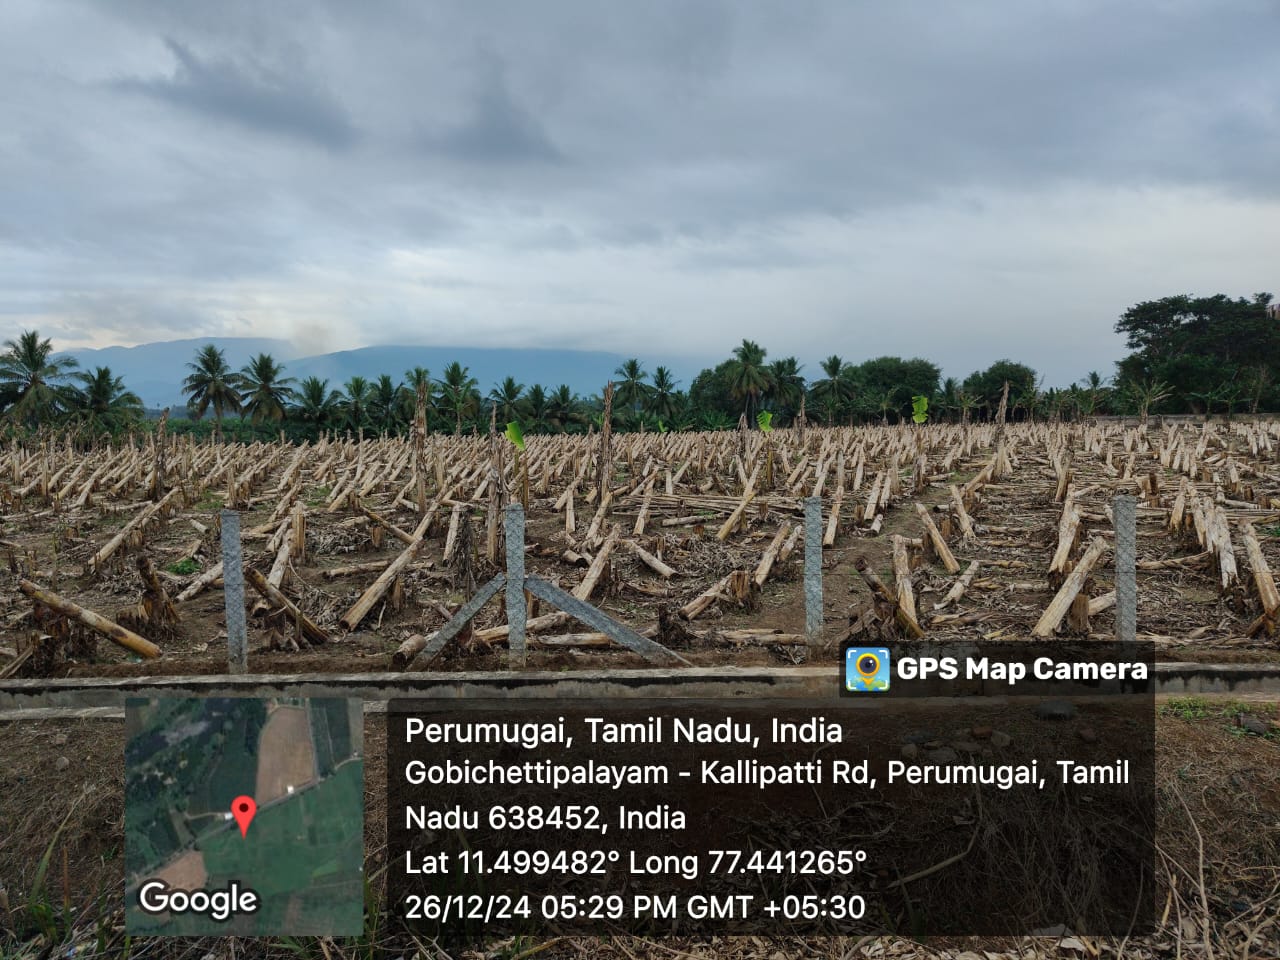 GPS Map Camera
Perumugai, Tamil Nadu, India
Gobichettipalayam - Kallipatti Rd, Perumugai, Tamil
Nadu 638452, India
Lat 11.499482° Long 77.441265°
26/12/24 05:29 PM GMT +05:30
Google